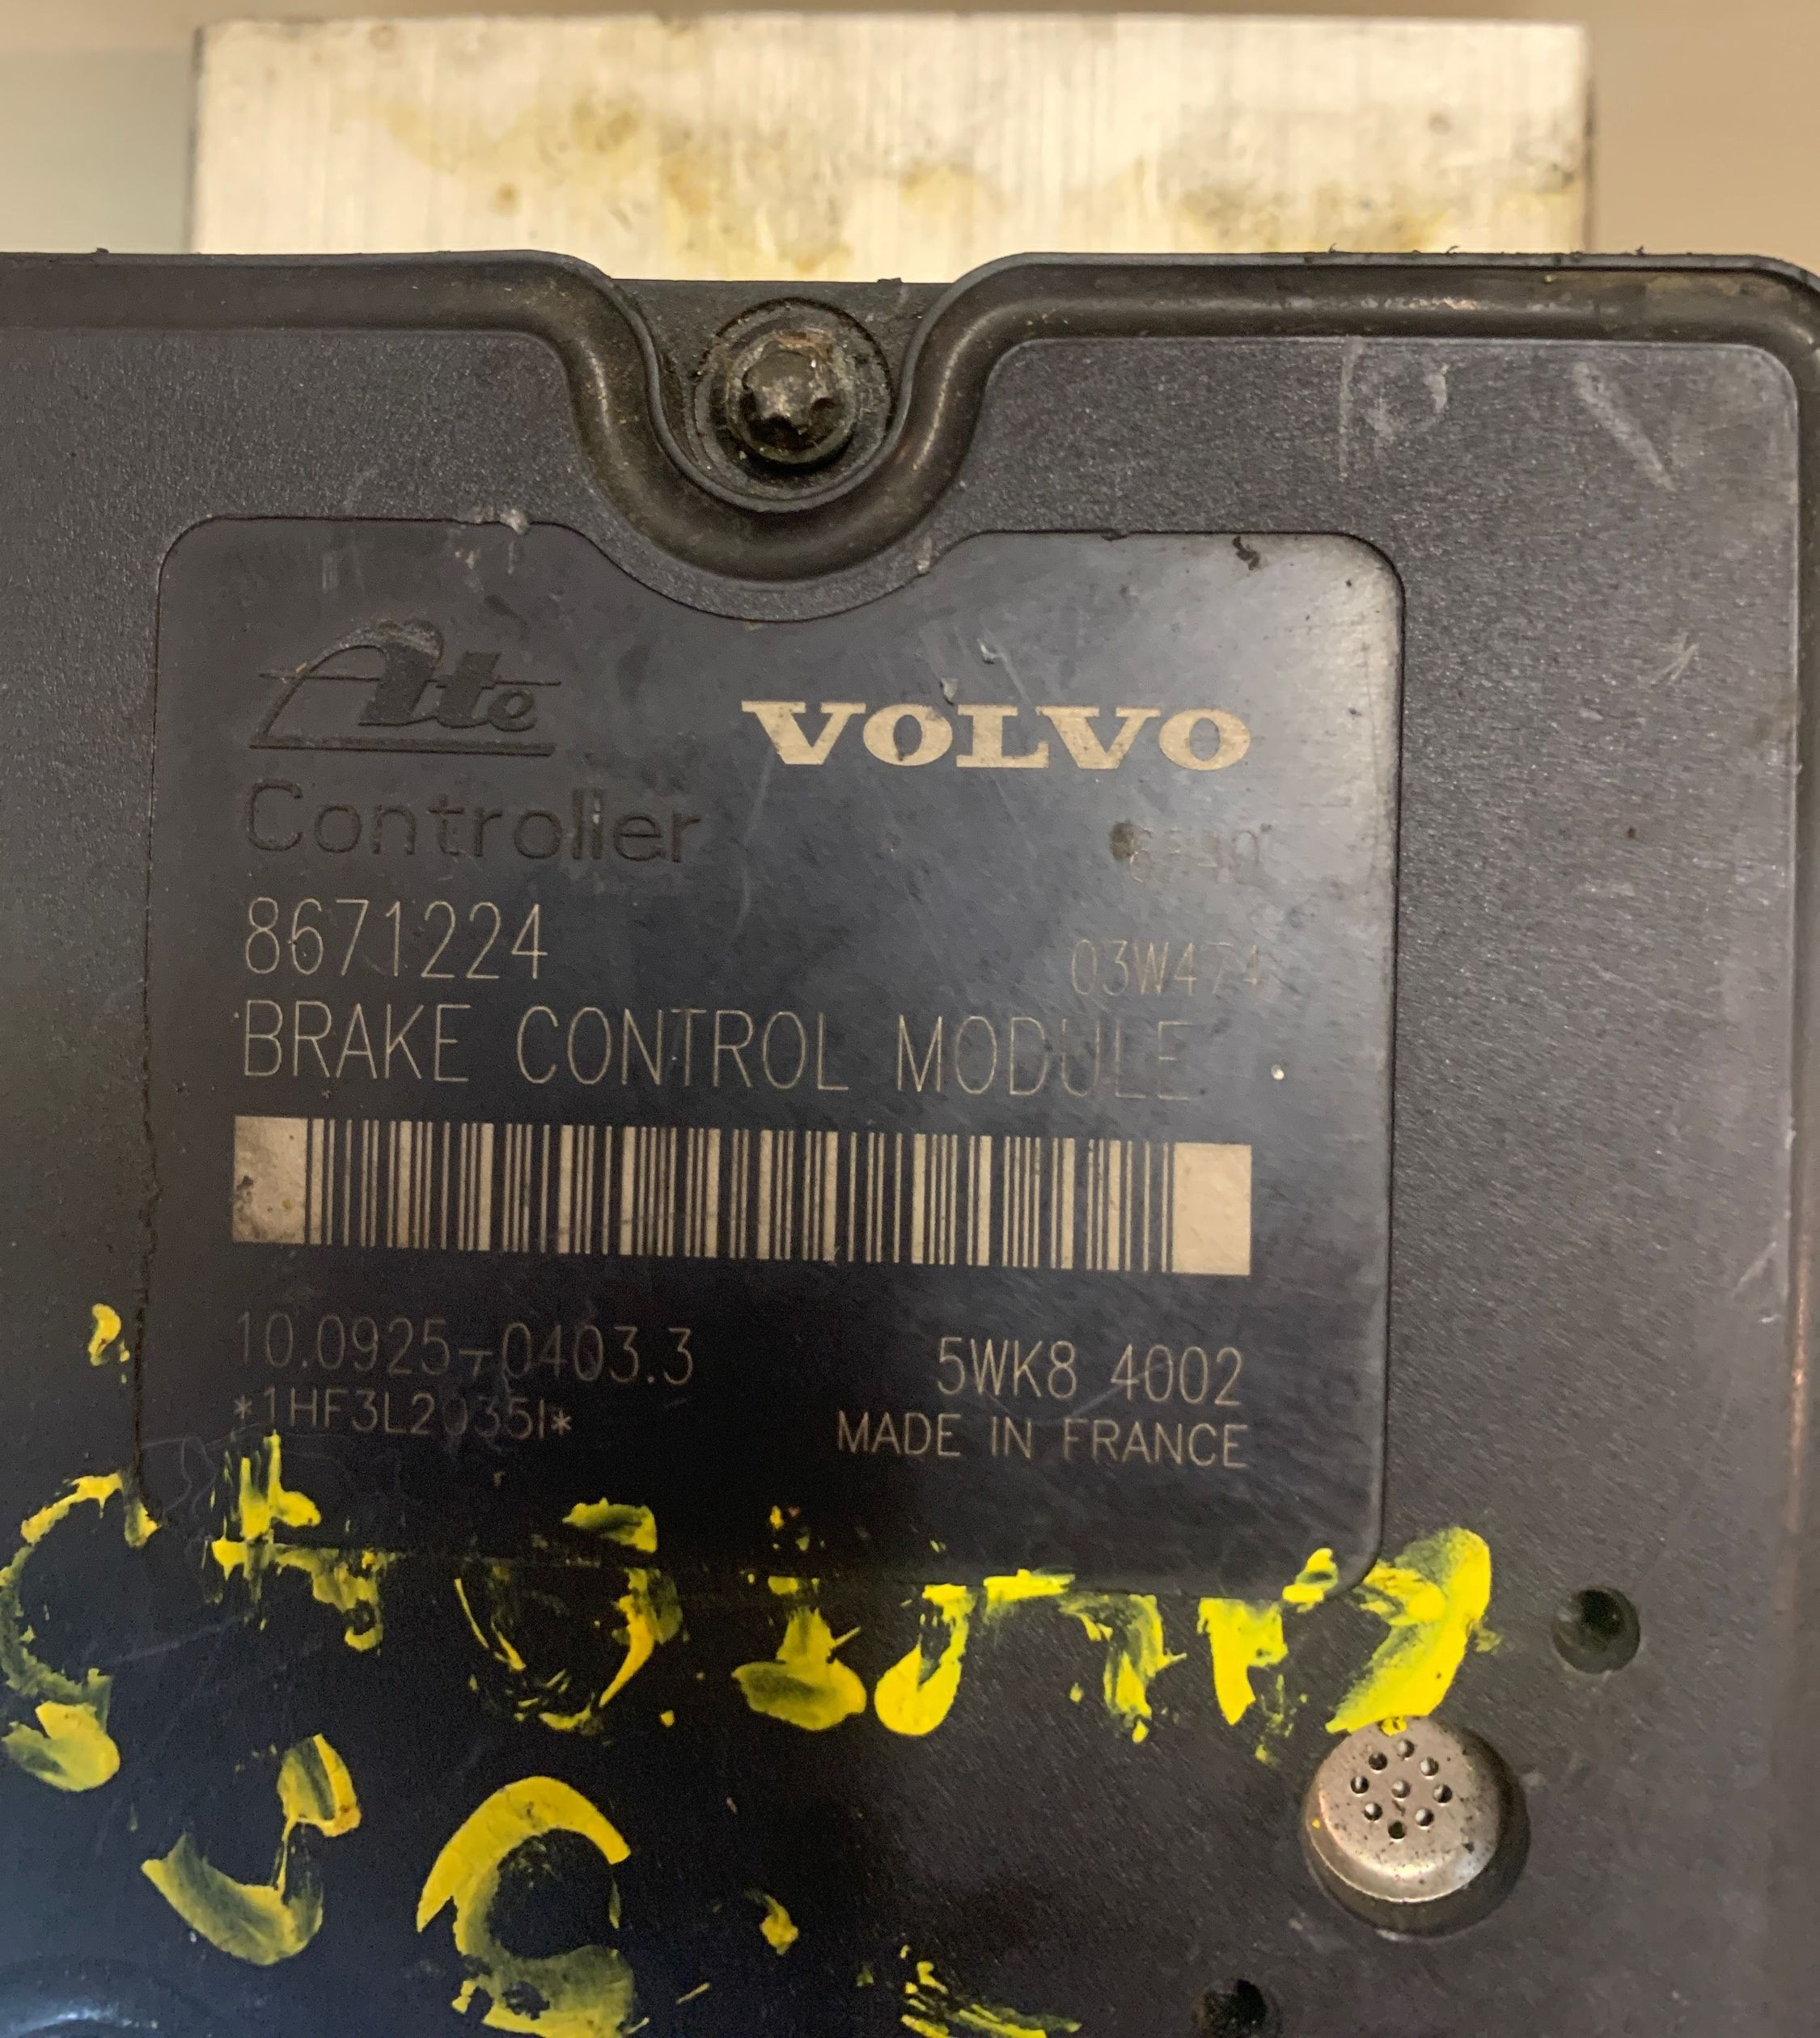 Ate
VOLVO
Controller
8671224
03W474
BRAKE CONTROL MODULE
10.0925-0403.3
5WK8 4002
*1HF3L2035I*
MADE IN FRANCE